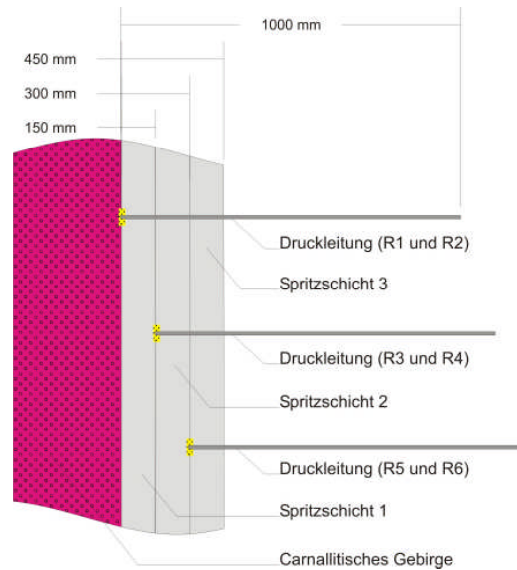 1000 mm
450 mm
300 mm
150 mm
Druckleitung (R1 und R2)
Spritzschicht 3
Druckleitung (R3 und R4)
Spritzschicht 2
Druckleitung (R5 und R6)
Spritzschicht 1
Carnallitisches Gebirge